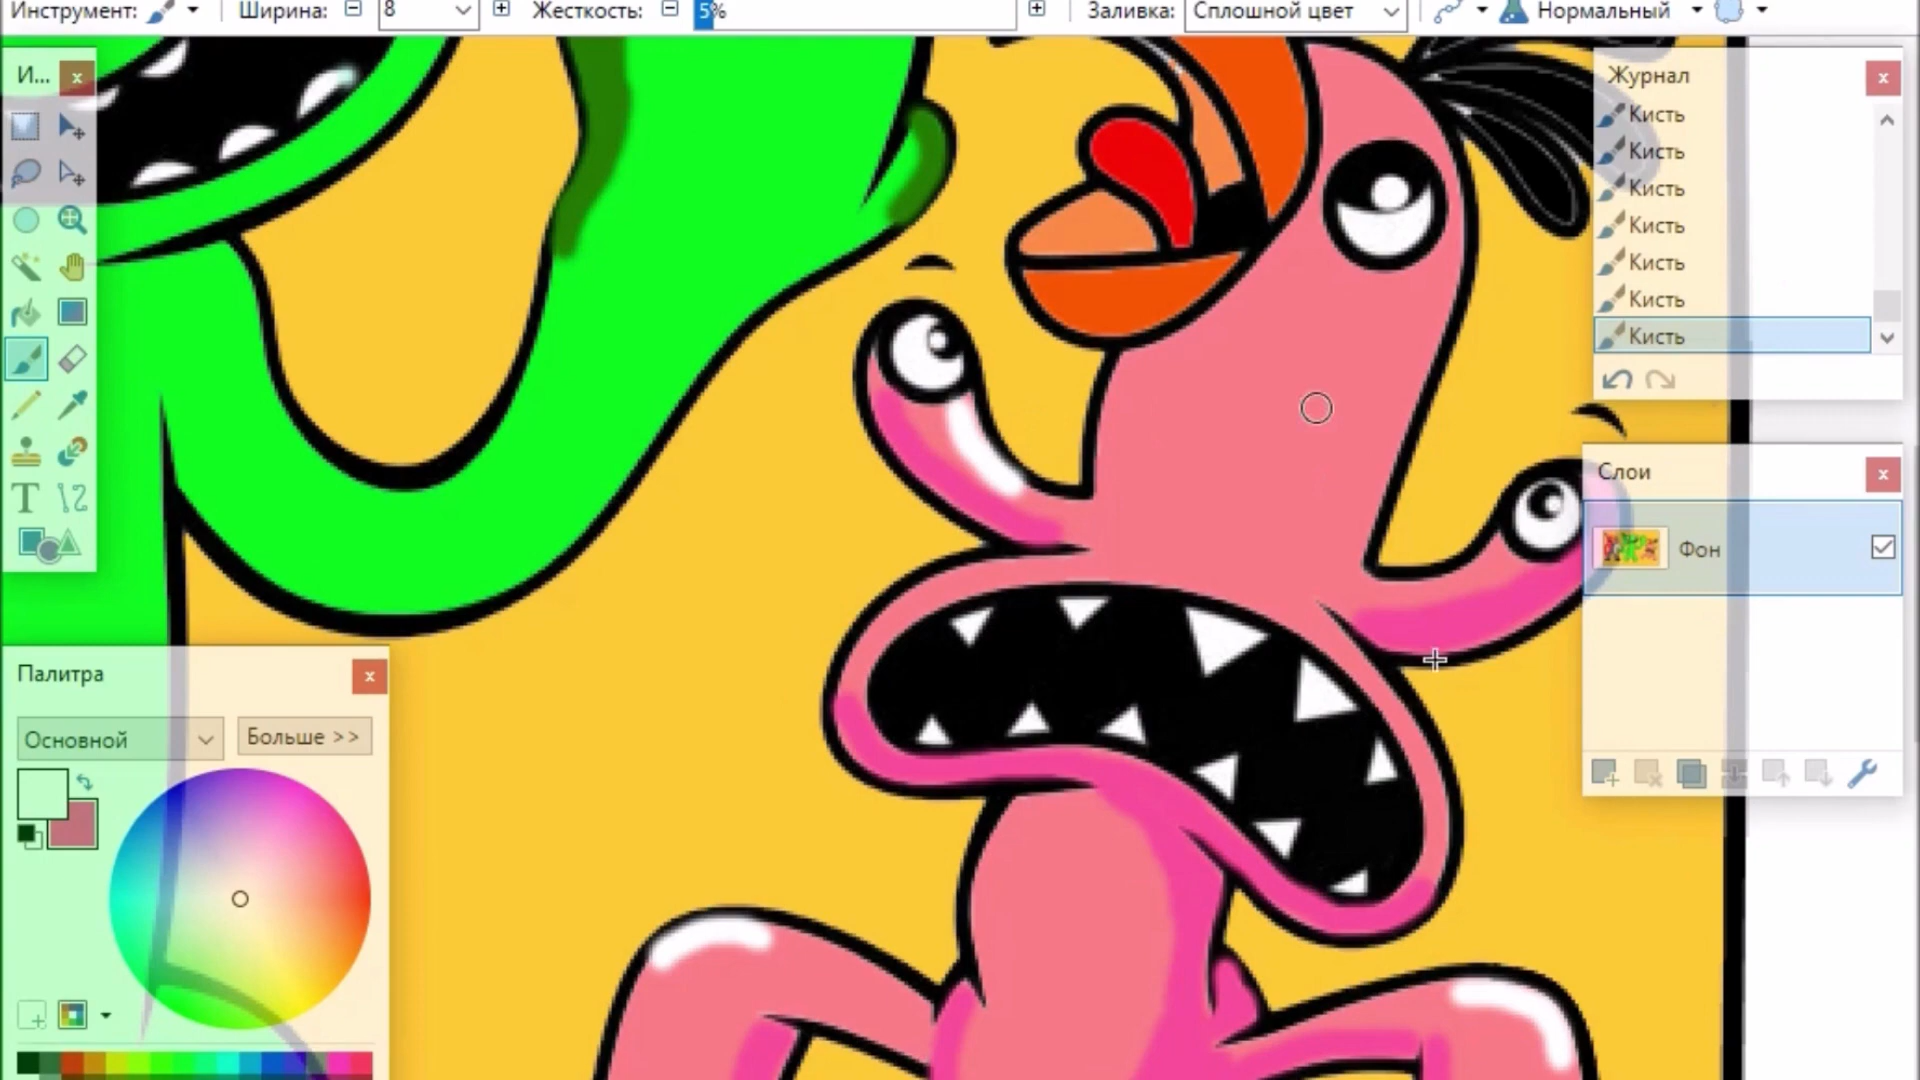 Инструмент: Ширина: 8 Жесткость: 5% Заливка: Сплошной цвет Нормальный
И...
Журнал
Кисть
Кисть
Кисть
Кисть
Кисть
Кисть
Кисть
Слои
Фон
Палитра
Основной
Больше >>